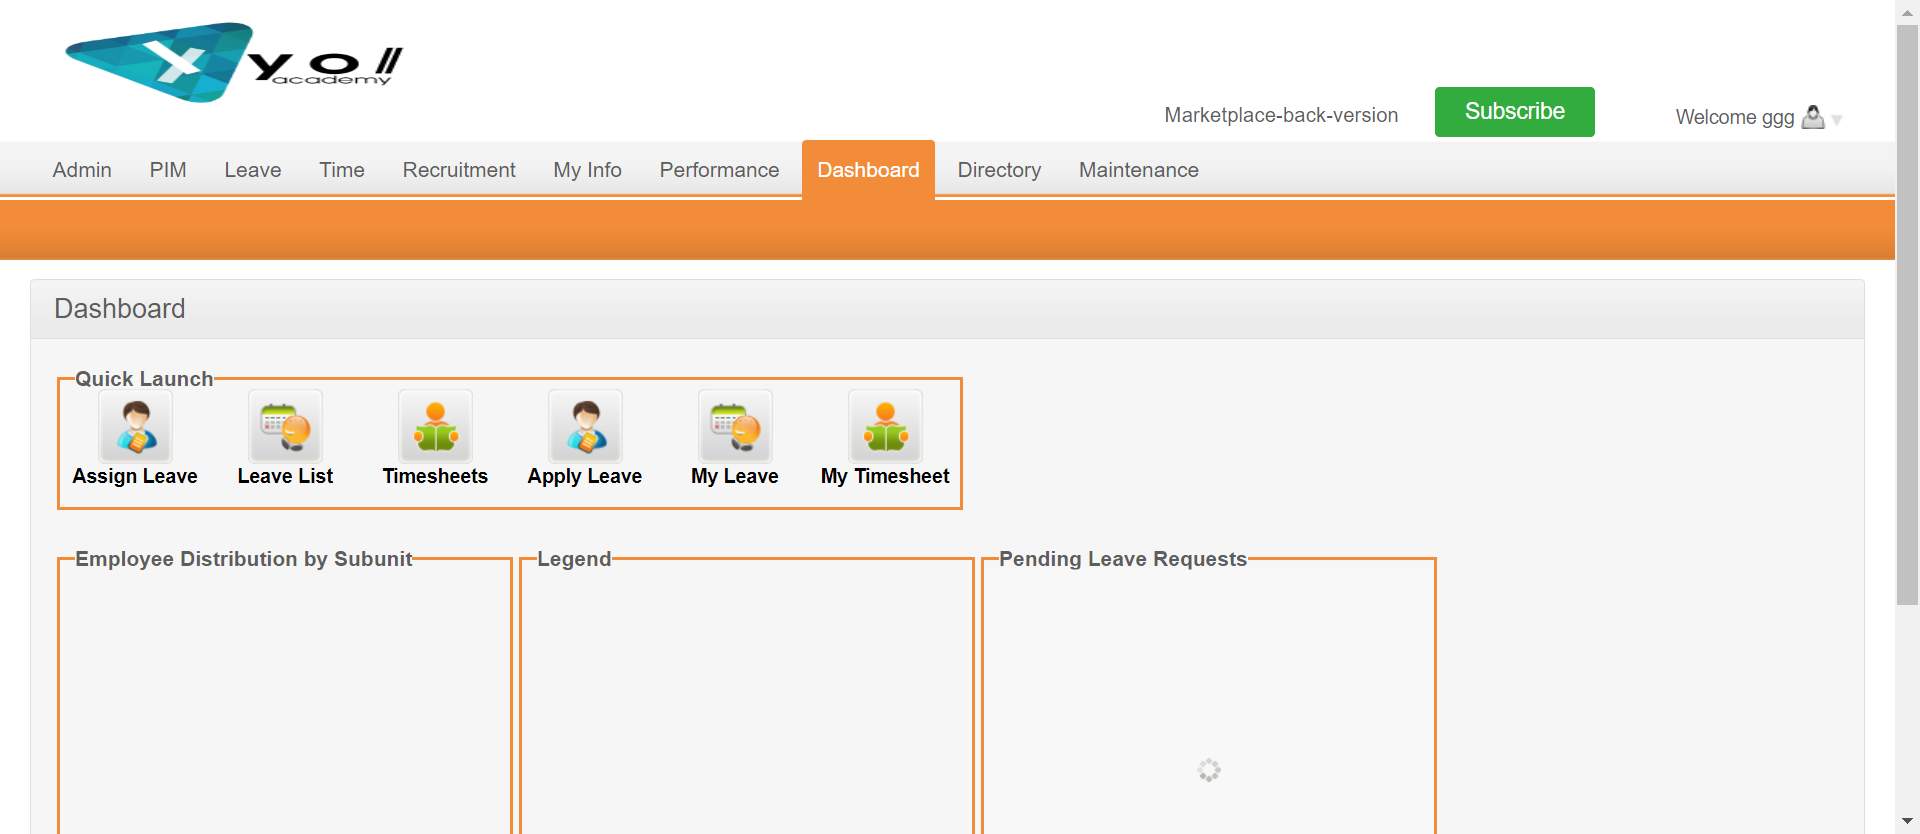 yoll
academy
Marketplace-back-version
Subscribe
Welcome ggg
Admin PIM Leave Time Recruitment My Info Performance Dashboard Directory Maintenance
Dashboard
Quick Launch
Assign Leave Leave List Timesheets Apply Leave My Leave My Timesheet
Employee Distribution by Subunit Legend Pending Leave Requests